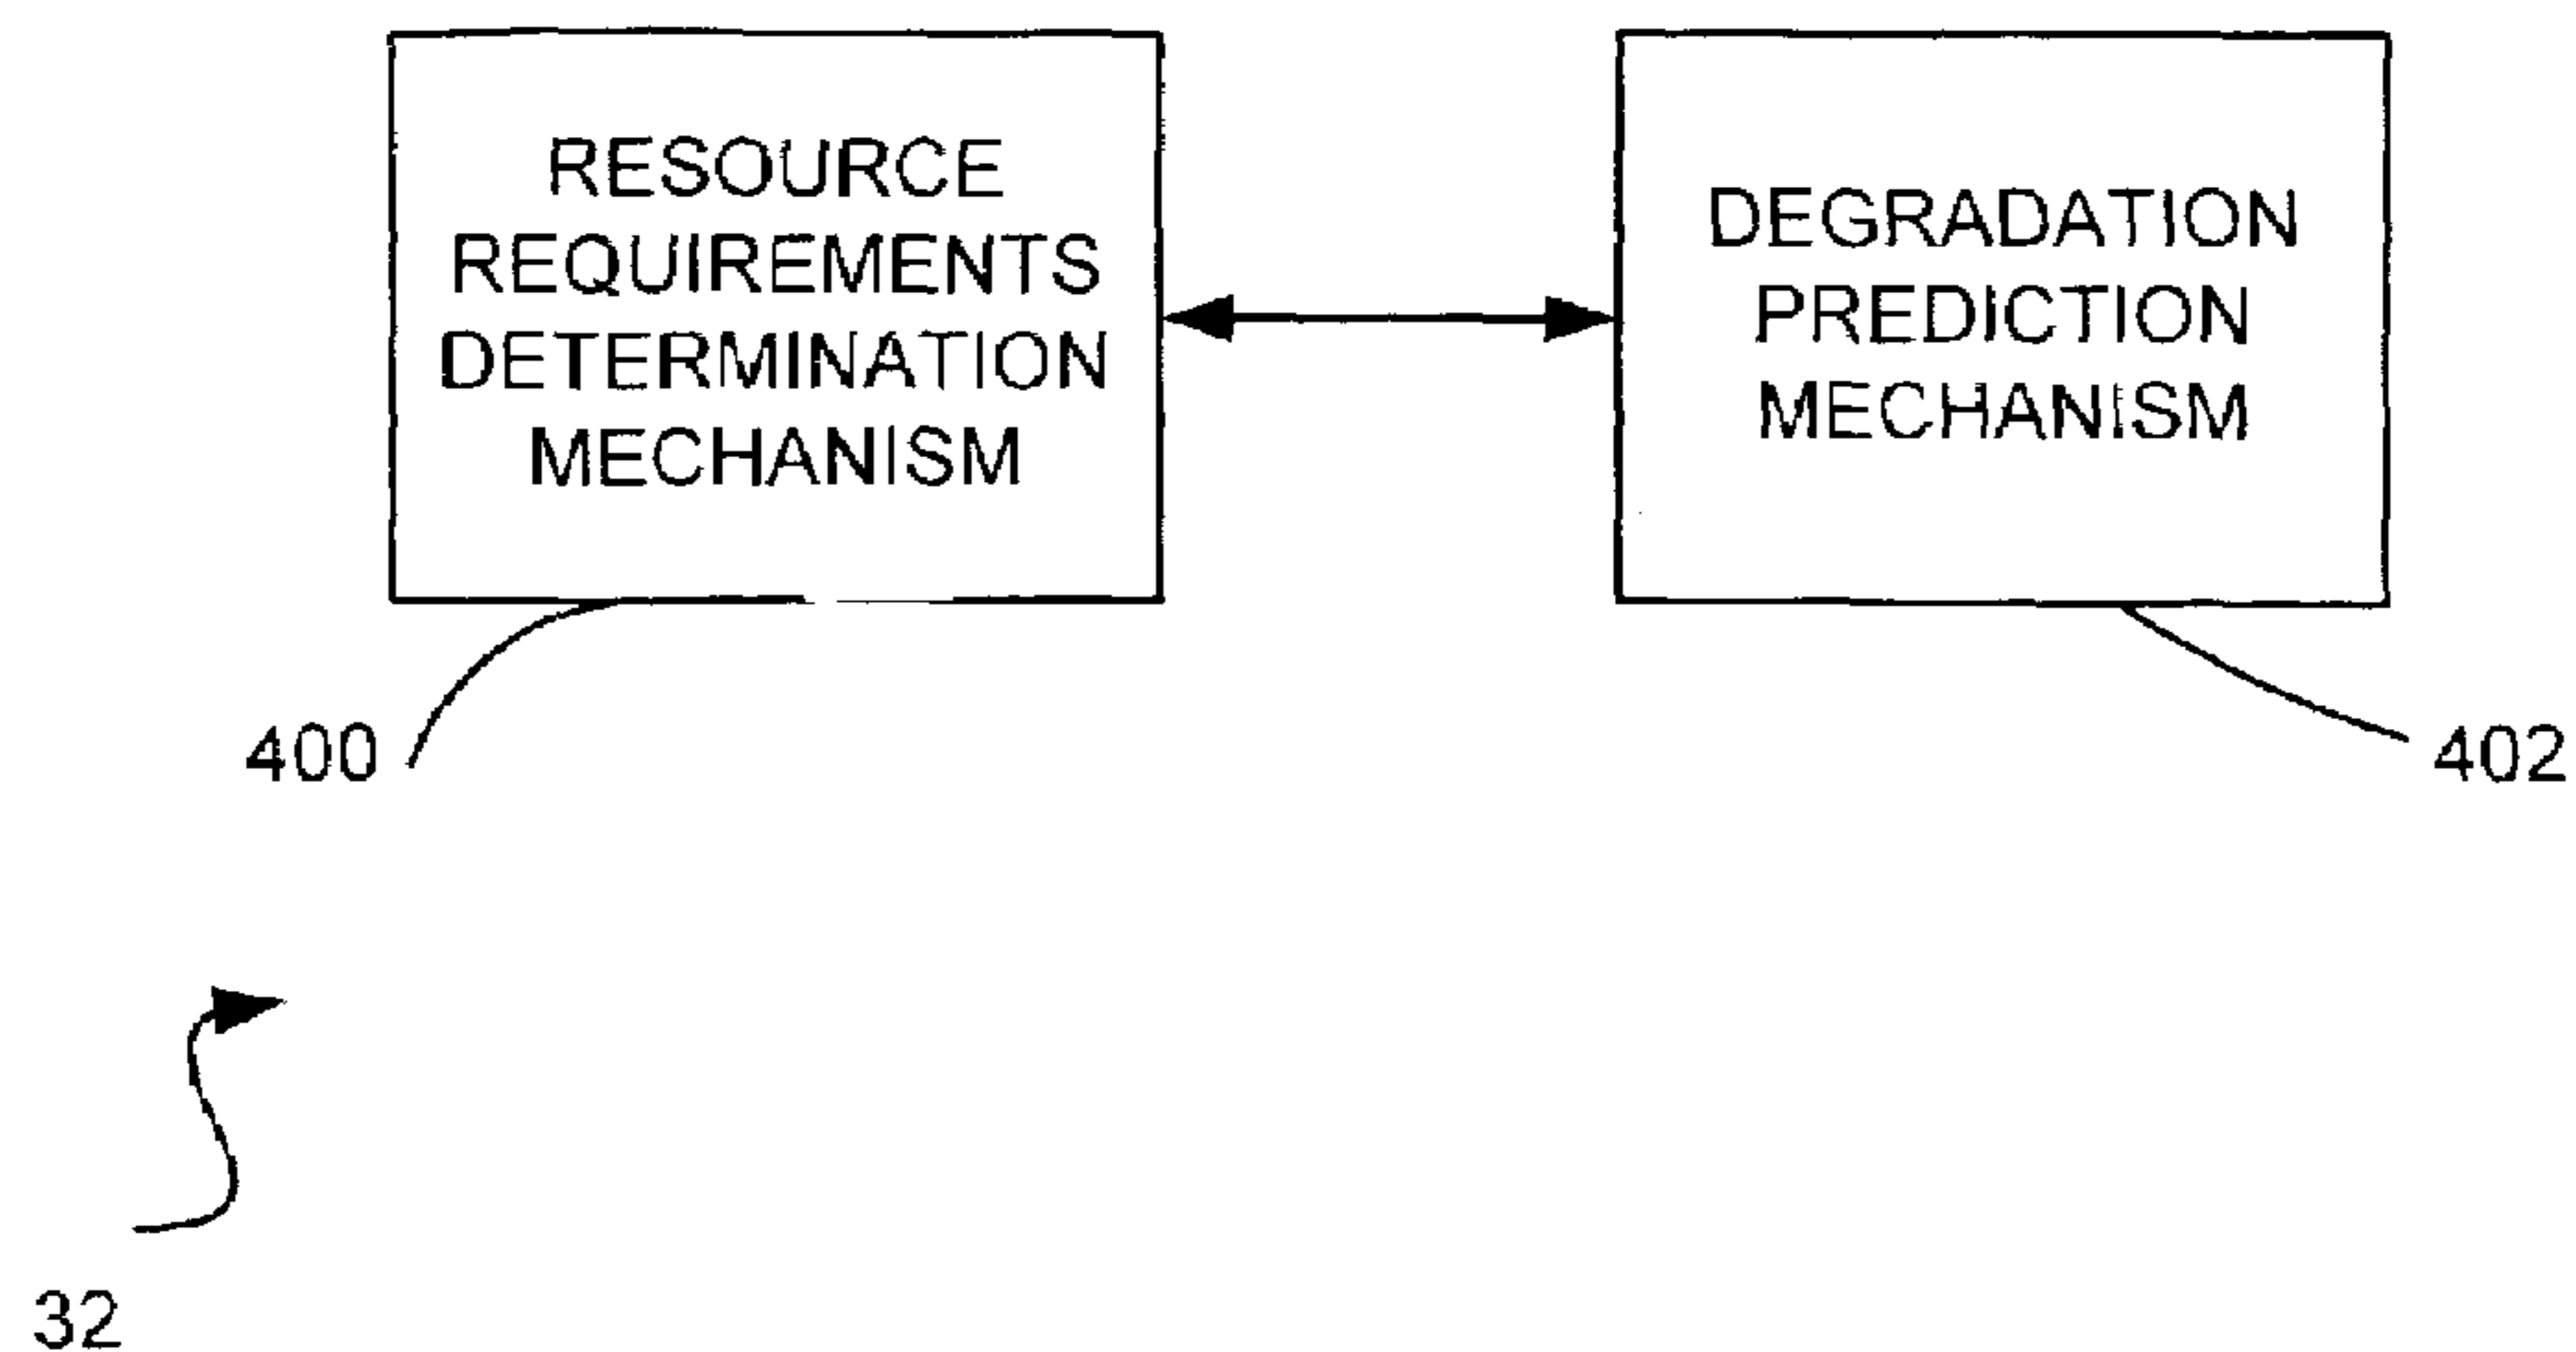 RESOURCE
REQUIREMENTS
DETERMINATION
MECHANISM
DEGRADATION
PREDICTION
MECHANISM
400
402
32